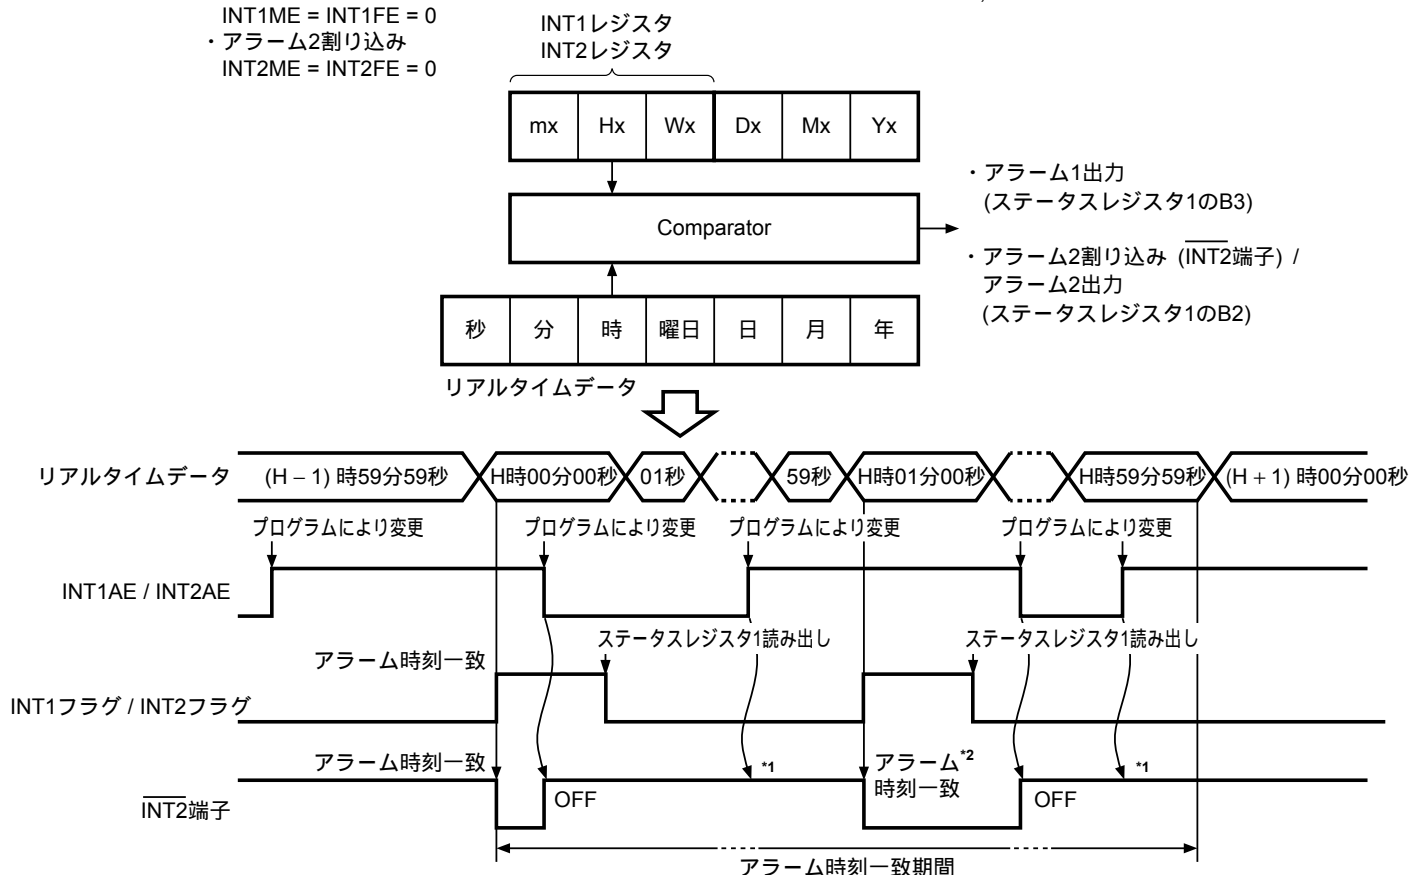 INT1ME = INT1FE = 0
・アラーム2割り込み
INT2ME = INT2FE = 0
INT1レジスタ
INT2レジスタ
mx Hx Wx Dx Mx Yx
Comparator
・アラーム1出力
(ステータスレジスタ1のB3)
・アラーム2割り込み (INT2端子) /
アラーム2出力
(ステータスレジスタ1のB2)
秒 分 時 曜日 日 月 年
リアルタイムデータ
リアルタイムデータ (H – 1) 時59分59秒 H時00分00秒 01秒 59秒 H時01分00秒 H時59分59秒 (H + 1) 時00分00秒
プログラムにより変更 プログラムにより変更 プログラムにより変更 プログラムにより変更
INT1AE / INT2AE
ステータスレジスタ1読み出し ステータスレジスタ1読み出し
アラーム時刻一致
INT1フラグ / INT2フラグ
アラーム時刻一致 *1 アラーム*2 *1
時刻一致
INT2端子 OFF OFF
アラーム時刻一致期間